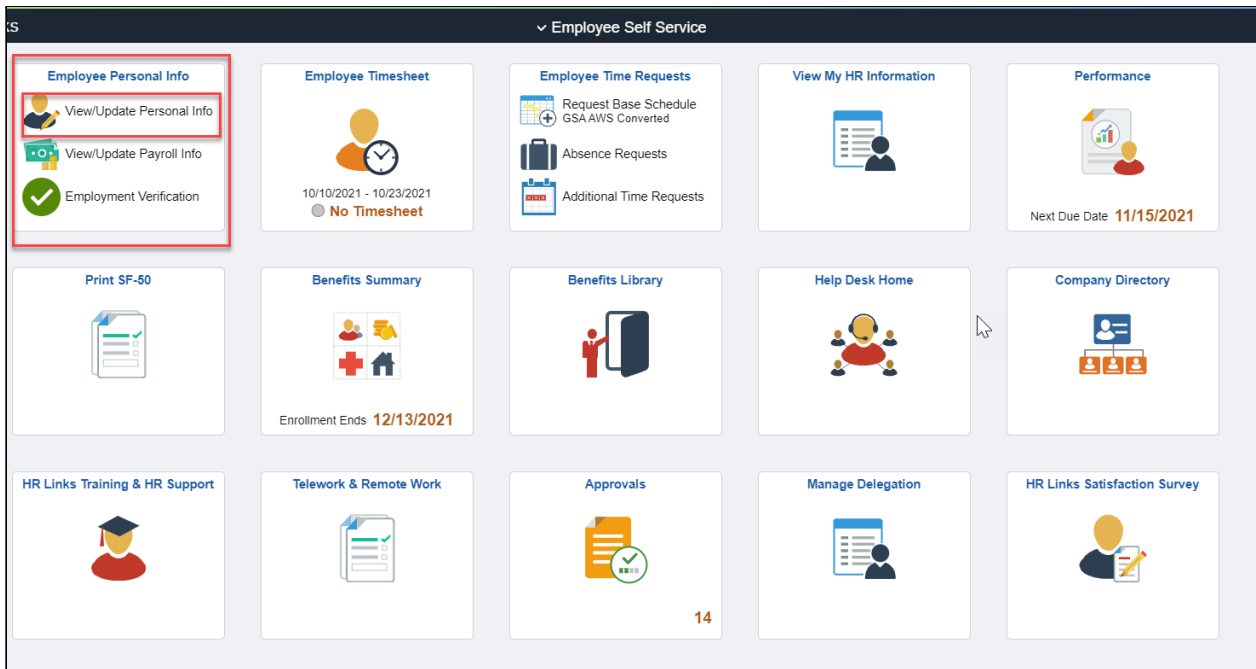 Employee Self Service
Employee Personal Info
View/Update Personal Info
View/Update Payroll Info
Employment Verification
Employee Timesheet
10/10/2021 - 10/23/2021
No Timesheet
Employee Time Requests
Request Base Schedule
GSA AWS Converted
Absence Requests
Additional Time Requests
View My HR Information
Performance
Next Due Date 11/15/2021
Print SF-50
Benefits Summary
Enrollment Ends 12/13/2021
Benefits Library
Help Desk Home
Company Directory
HR Links Training & HR Support
Telework & Remote Work
Approvals
14
Manage Delegation
HR Links Satisfaction Survey